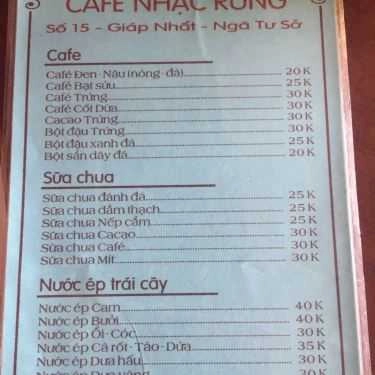 CAFE NHẠC RỪNG
Số 15 - Giáp Nhất - Ngã Tư Sở
Cafe
Café Đen - Nâu (nóng - đá) 20 K
Café Bạt sửu 25 K
Café Trứng 30 K
Café Cốt Dừa 30 K
Cacao Trứng 30 K
Bột đậu Trứng 30 K
Bột đậu xanh đá 25 K
Bột sắn dây đá 20 K
Sữa chua
Sữa chua đánh đá 25 K
Sữa chua dầm thạch 25 K
Sữa chua Nếp cẩm 25 K
Sữa chua Cacao 30 K
Sữa chua Café 30 K
Sữa chua Mít 30 K
Nước ép trái cây
Nước ép Cam 40 K
Nước ép Bưởi 40 K
Nước ép Ổi - Cóc 30 K
Nước ép Cà rốt - Táo - Dứa 35 K
Nước ép Dưa hấu 30 K
Nước ép Dưa vàng